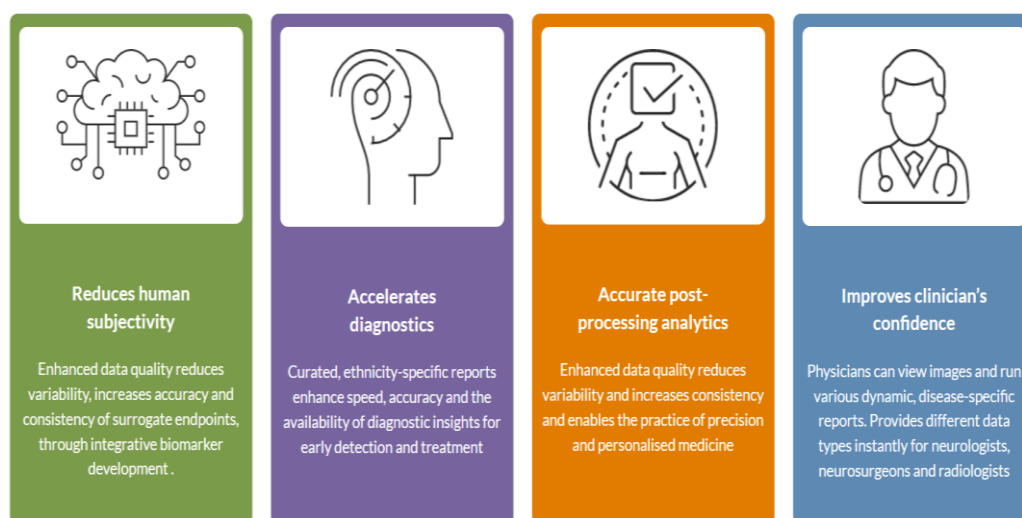 Reduces human
subjectivity
Enhanced data quality reduces
variability, increases accuracy and
consistency of surrogate endpoints,
through integrative biomarker
development .
Accelerates
diagnostics
Curated, ethnicity-specific reports
enhance speed, accuracy and the
availability of diagnostic insights for
early detection and treatment
Accurate post-
processing analytics
Enhanced data quality reduces
variability and increases consistency
and enables the practice of precision
and personalised medicine
Improves clinician’s
confidence
Physicians can view images and run
various dynamic, disease-specific
reports. Provides different data
types instantly for neurologists,
neurosurgeons and radiologists